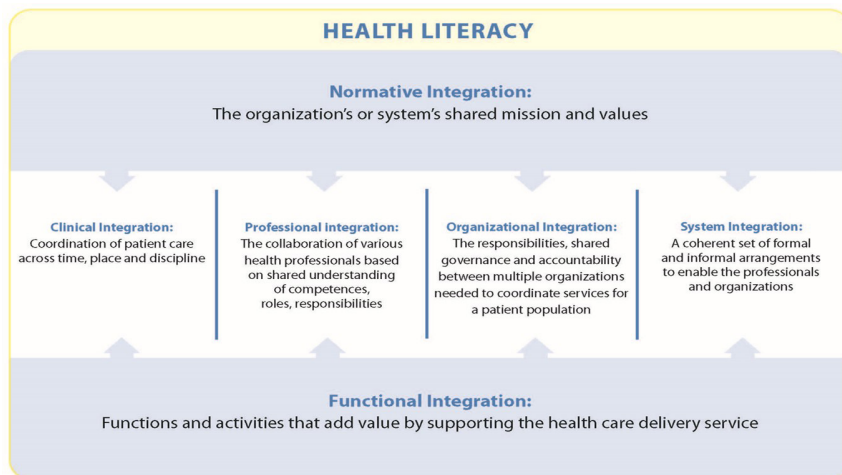 HEALTH LITERACY
Normative Integration:
The organization's or system's shared mission and values
Clinical Integration:
Coordination of patient care
across time, place and discipline
Professional integration:
The collaboration of various
health professionals based
on shared understanding
of competences,
roles, responsibilities
Organizational Integration:
The responsibilities, shared
governance and accountability
between multiple organizations
needed to coordinate services for
a patient population
System Integration:
A coherent set of formal
and informal arrangements
to enable the professionals
and organizations
Functional Integration:
Functions and activities that add value by supporting the health care delivery service